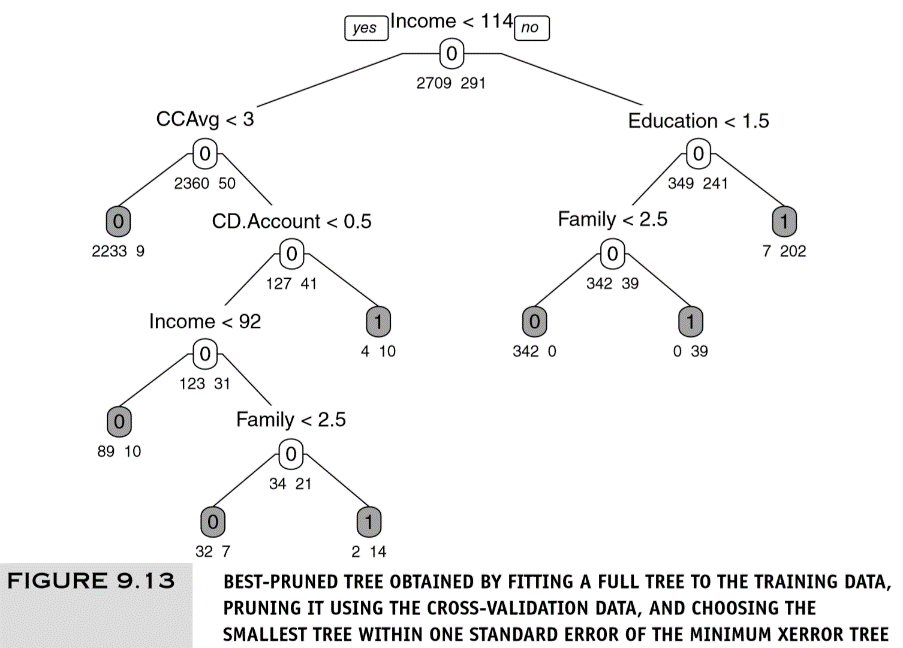 Income < 114
yes
no
0
2709 291
CCAvg < 3
Education < 1.5
0
0
2360 50
349 241
0
CD.Account < 0.5
Family < 2.5
1
2233 9
0
0
7 202
127 41
342 39
Income < 92
1
0
1
0
4 10
342 0
0 39
123 31
0
Family < 2.5
89 10
0
34 21
0
1
32 7
2 14
FIGURE 9.13
BEST-PRUNED TREE OBTAINED BY FITTING A FULL TREE TO THE TRAINING DATA,
PRUNING IT USING THE CROSS-VALIDATION DATA, AND CHOOSING THE
SMALLEST TREE WITHIN ONE STANDARD ERROR OF THE MINIMUM XERROR TREE